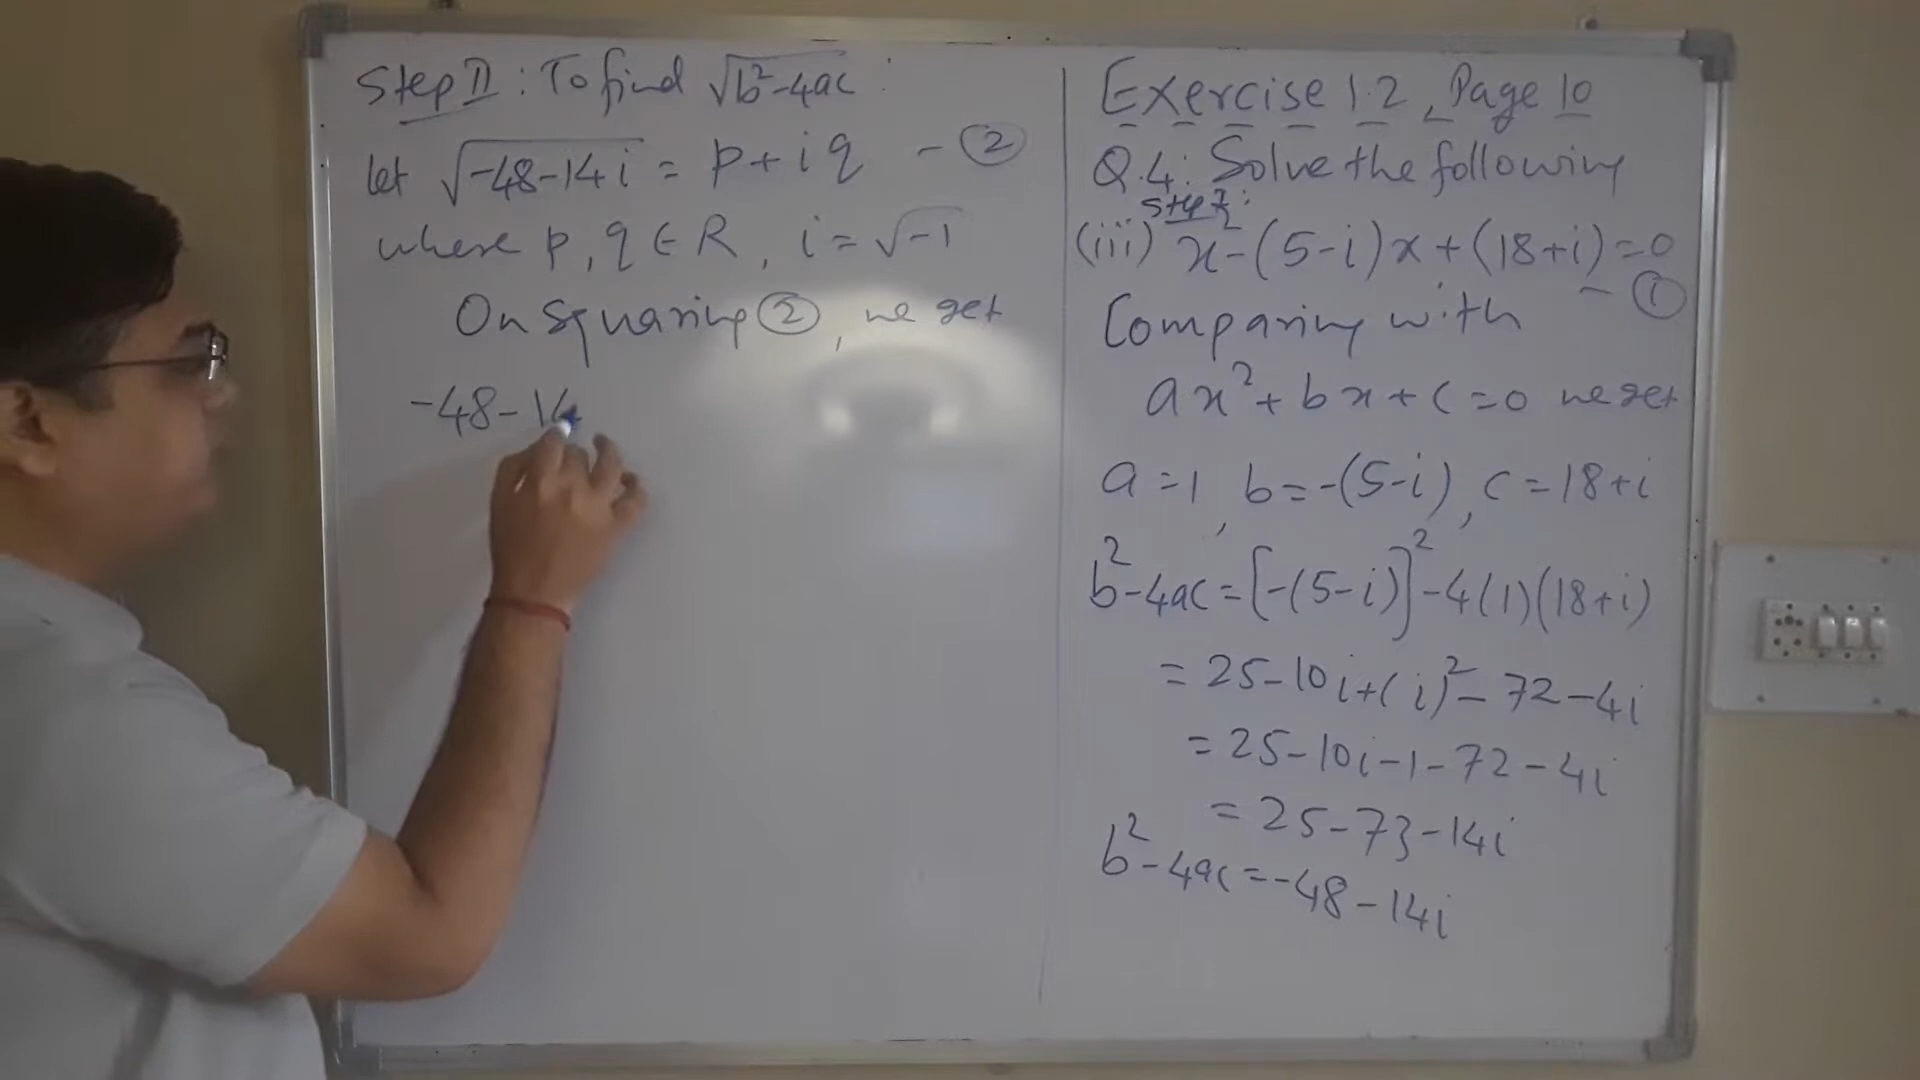 Step II : To find √b²-4ac :
let √-48-14i = p + iq - ②
where p, q ∈ R, i = √-1
On squaring ②, we get
-48-14
Exercise 1.2, Page 10
Q.4: Solve the following
Step I:
(iii) x²-(5-i)x+(18+i)=0
- ①
Comparing with
ax²+bx+c=0 we get
a=1, b=-(5-i), c=18+i
b²-4ac=[-(5-i)]²-4(1)(18+i)
= 25-10i+(i)²-72-4i
= 25-10i-1-72-4i
= 25-73-14i
b²-4ac=-48-14i